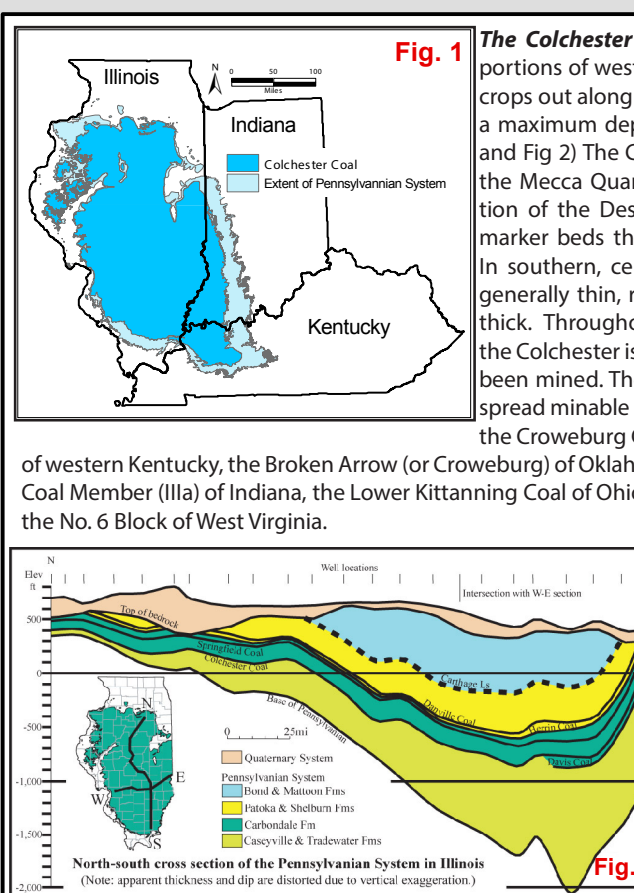 Fig. 1
Illinois
N
0 50 100
Miles
Indiana
Colchester Coal
Extent of Pennsylvannian System
Kentucky
The Colchester
portions of west
crops out along
a maximum dep
and Fig 2) The C
the Mecca Quar
tion of the Des
marker beds th
In southern, ce
generally thin, r
thick. Througho
the Colchester is
been mined. Th
spread minable
the Croweburg C
of western Kentucky, the Broken Arrow (or Croweburg) of Oklah
Coal Member (IIIa) of Indiana, the Lower Kittanning Coal of Ohio
the No. 6 Block of West Virginia.
N
Elev
ft
Well locations
Intersection with W-E section
500
0
-500
-1,000
-1,500
-2,000
Top of bedrock
Springfield Coal
Colchester Coal
Base of Pennsylvanian
Carthage Ls
Danville Coal
Herrin Coal
Davis Coal
N
W
E
S
0 25mi
Quaternary System
Pennsylvanian System
Bond & Mattoon Fms
Patoka & Shelburn Fms
Carbondale Fm
Caseyville & Tradewater Fms
North-south cross section of the Pennsylvanian System in Illinois
(Note: apparent thickness and dip are distorted due to vertical exaggeration.)
Fig.